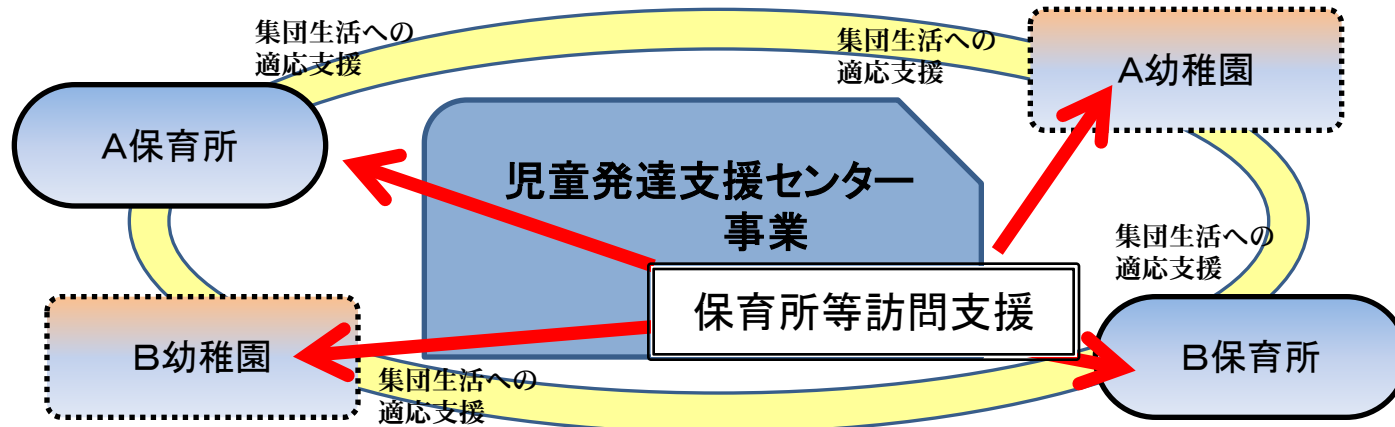 集団生活への
適応支援
集団生活への
適応支援
A幼稚園
A保育所
児童発達支援センター
事業
集団生活への
適応支援
保育所等訪問支援
B幼稚園
B保育所
集団生活への
適応支援